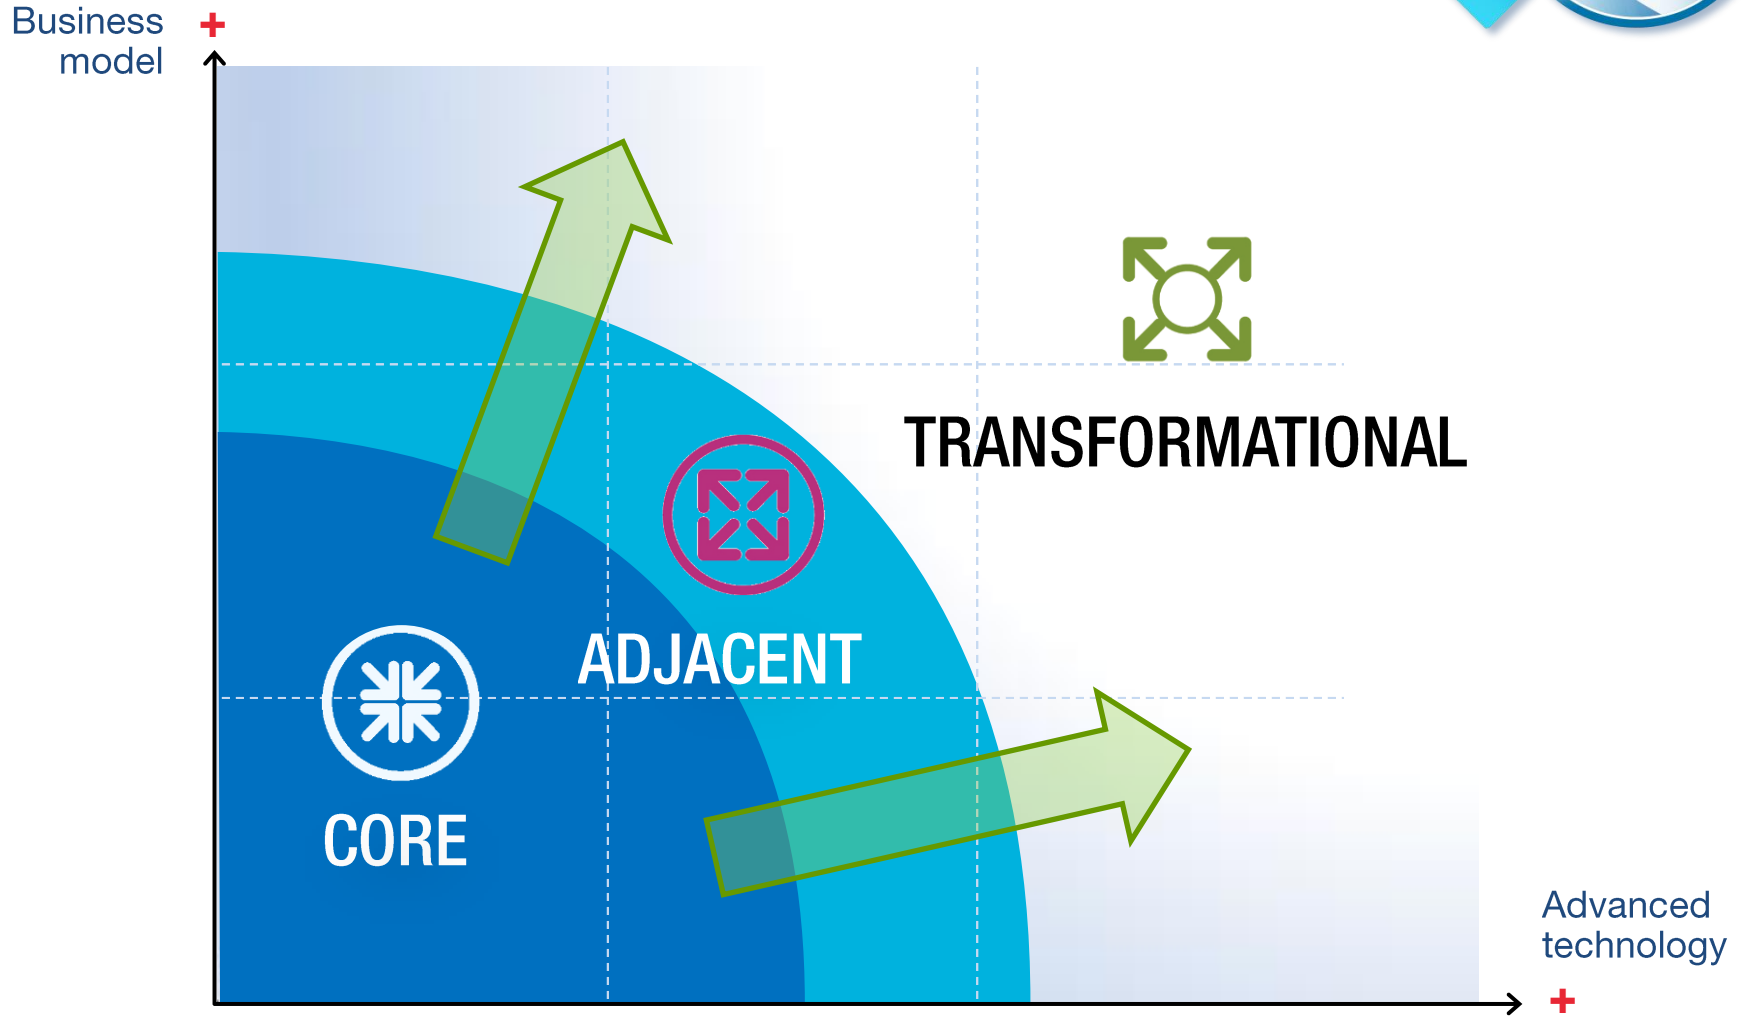 Business
model
+
TRANSFORMATIONAL
ADJACENT
CORE
Advanced
technology
+